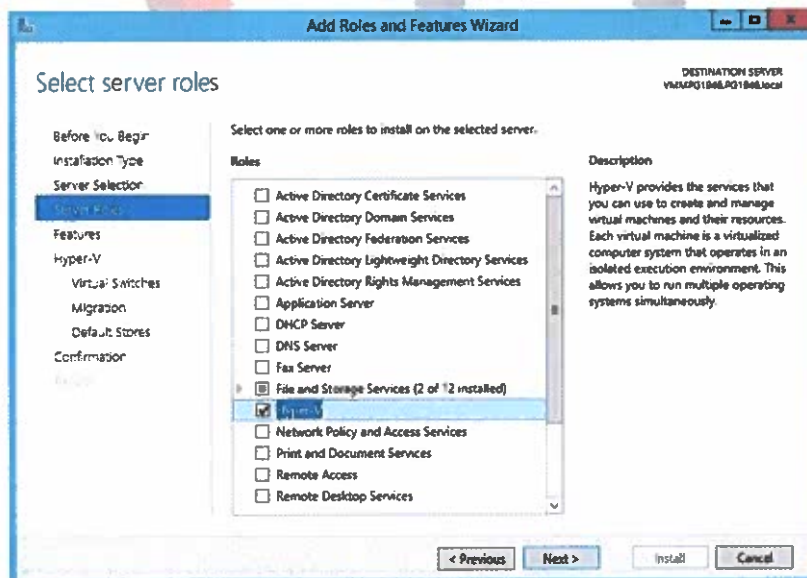 Add Roles and Features Wizard
Select server roles
DESTINATION SERVER
Before You Begin
Installation Type
Server Selection
Server Roles
Features
Hyper-V
Virtual Switches
Migration
Default Stores
Confirmation
Select one or more roles to install on the selected server.
Roles
Active Directory Certificate Services
Active Directory Domain Services
Active Directory Federation Services
Active Directory Lightweight Directory Services
Active Directory Rights Management Services
Application Server
DHCP Server
DNS Server
Fax Server
File and Storage Services (2 of 12 installed)
Hyper-V
Network Policy and Access Services
Print and Document Services
Remote Access
Remote Desktop Services
Description
Hyper-V provides the services that
you can use to create and manage
virtual machines and their resources.
Each virtual machine is a virtualized
computer system that operates in an
isolated execution environment. This
allows you to run multiple operating
systems simultaneously.
< Previous
Next >
Install
Cancel